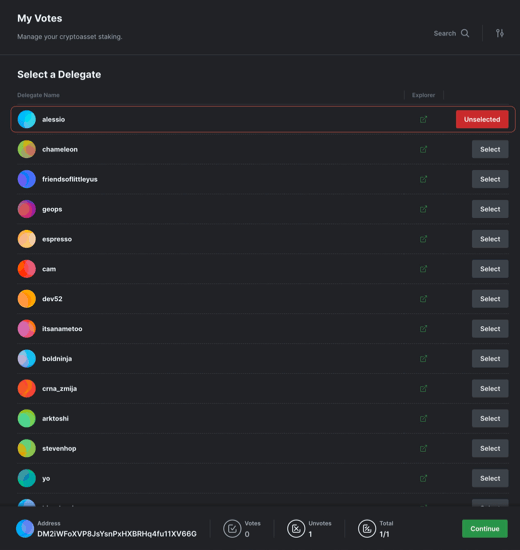 My Votes
Manage your cryptoasset staking.
Search
Select a Delegate
Delegate Name Explorer
alessio Unselected
chameleon Select
friendsoflittleyus Select
geops Select
espresso Select
cam Select
dev52 Select
itsanametoo Select
boldninja Select
crna_zmija Select
arktoshi Select
stevenhop Select
yo Select
Address Votes Unvotes Total
DM2iWFoXVP8JsYsnPxHXBRHq4fu11XV66G 0 1 1/1 Continue